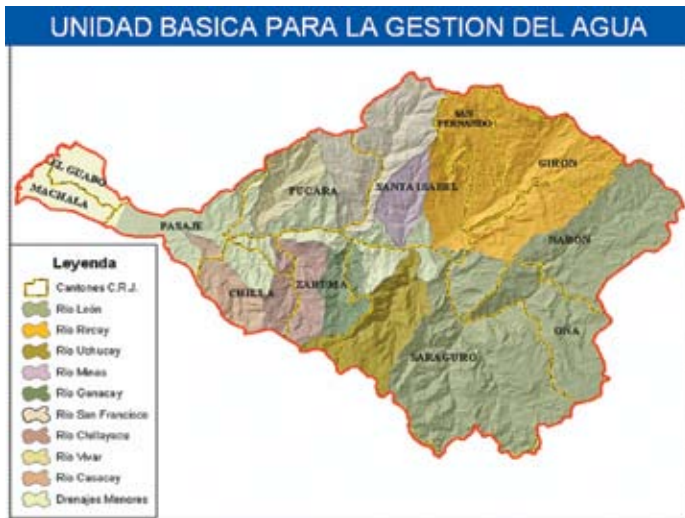 UNIDAD BASICA PARA LA GESTION DEL AGUA
SAN
FERNANDO
GIRON
EL GUABO
MACHALA
PUCARA
SANTA ISABEL
NABON
PASAJE
CHILLA
ZARUMA
OÑA
SARAGURO
Leyenda
Cantones C.R.J.
Río León
Río Rircay
Río Uchucay
Río Minas
Río Ganacay
Río San Francisco
Río Chillayacu
Río Vivar
Río Casacay
Drenajes Menores